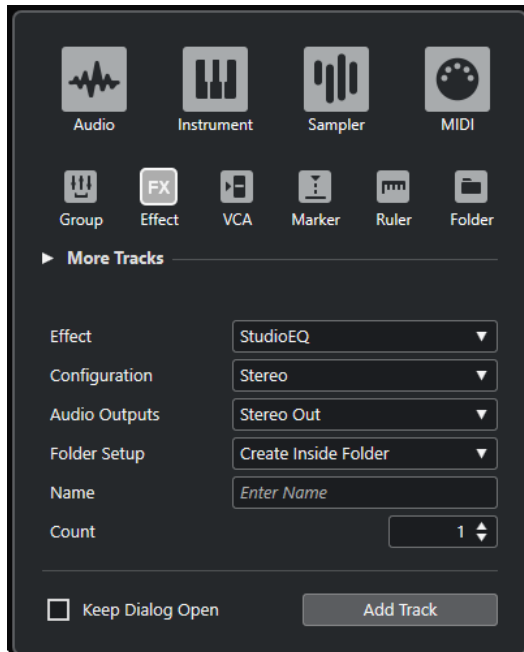 Audio Instrument Sampler MIDI
FX
Group Effect VCA Marker Ruler Folder
More Tracks
Effect StudioEQ
Configuration Stereo
Audio Outputs Stereo Out
Folder Setup Create Inside Folder
Name Enter Name
Count 1
Keep Dialog Open Add Track